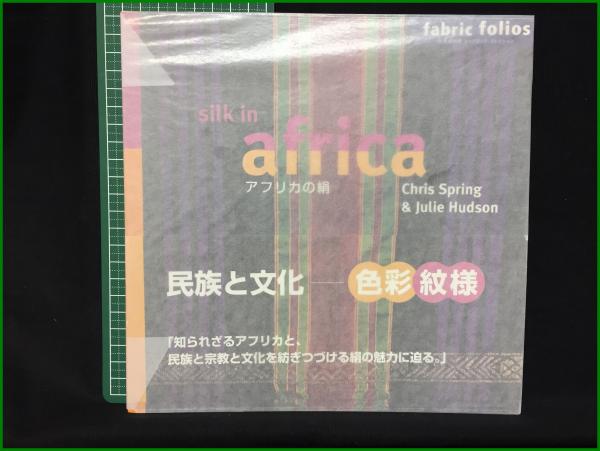 fabric folios
silk in
africa
アフリカの絹
Chris Spring
& Julie Hudson
民族と文化 — 色彩紋様
「知られざるアフリカと、
民族と宗教と文化を紡ぎつづける絹の魅力に迫る。」